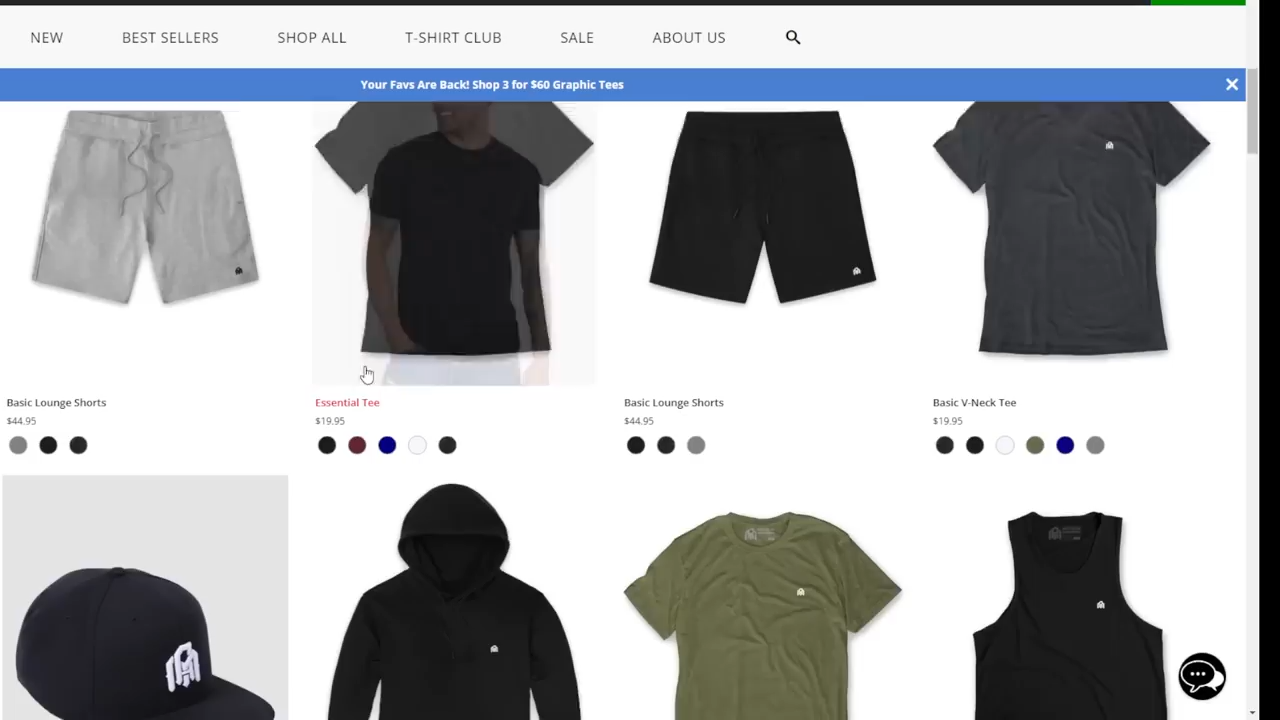 NEW BEST SELLERS SHOP ALL T-SHIRT CLUB SALE ABOUT US
Your Favs Are Back! Shop 3 for $60 Graphic Tees
Basic Lounge Shorts
$44.95
Essential Tee
$19.95
Basic Lounge Shorts
$44.95
Basic V-Neck Tee
$19.95